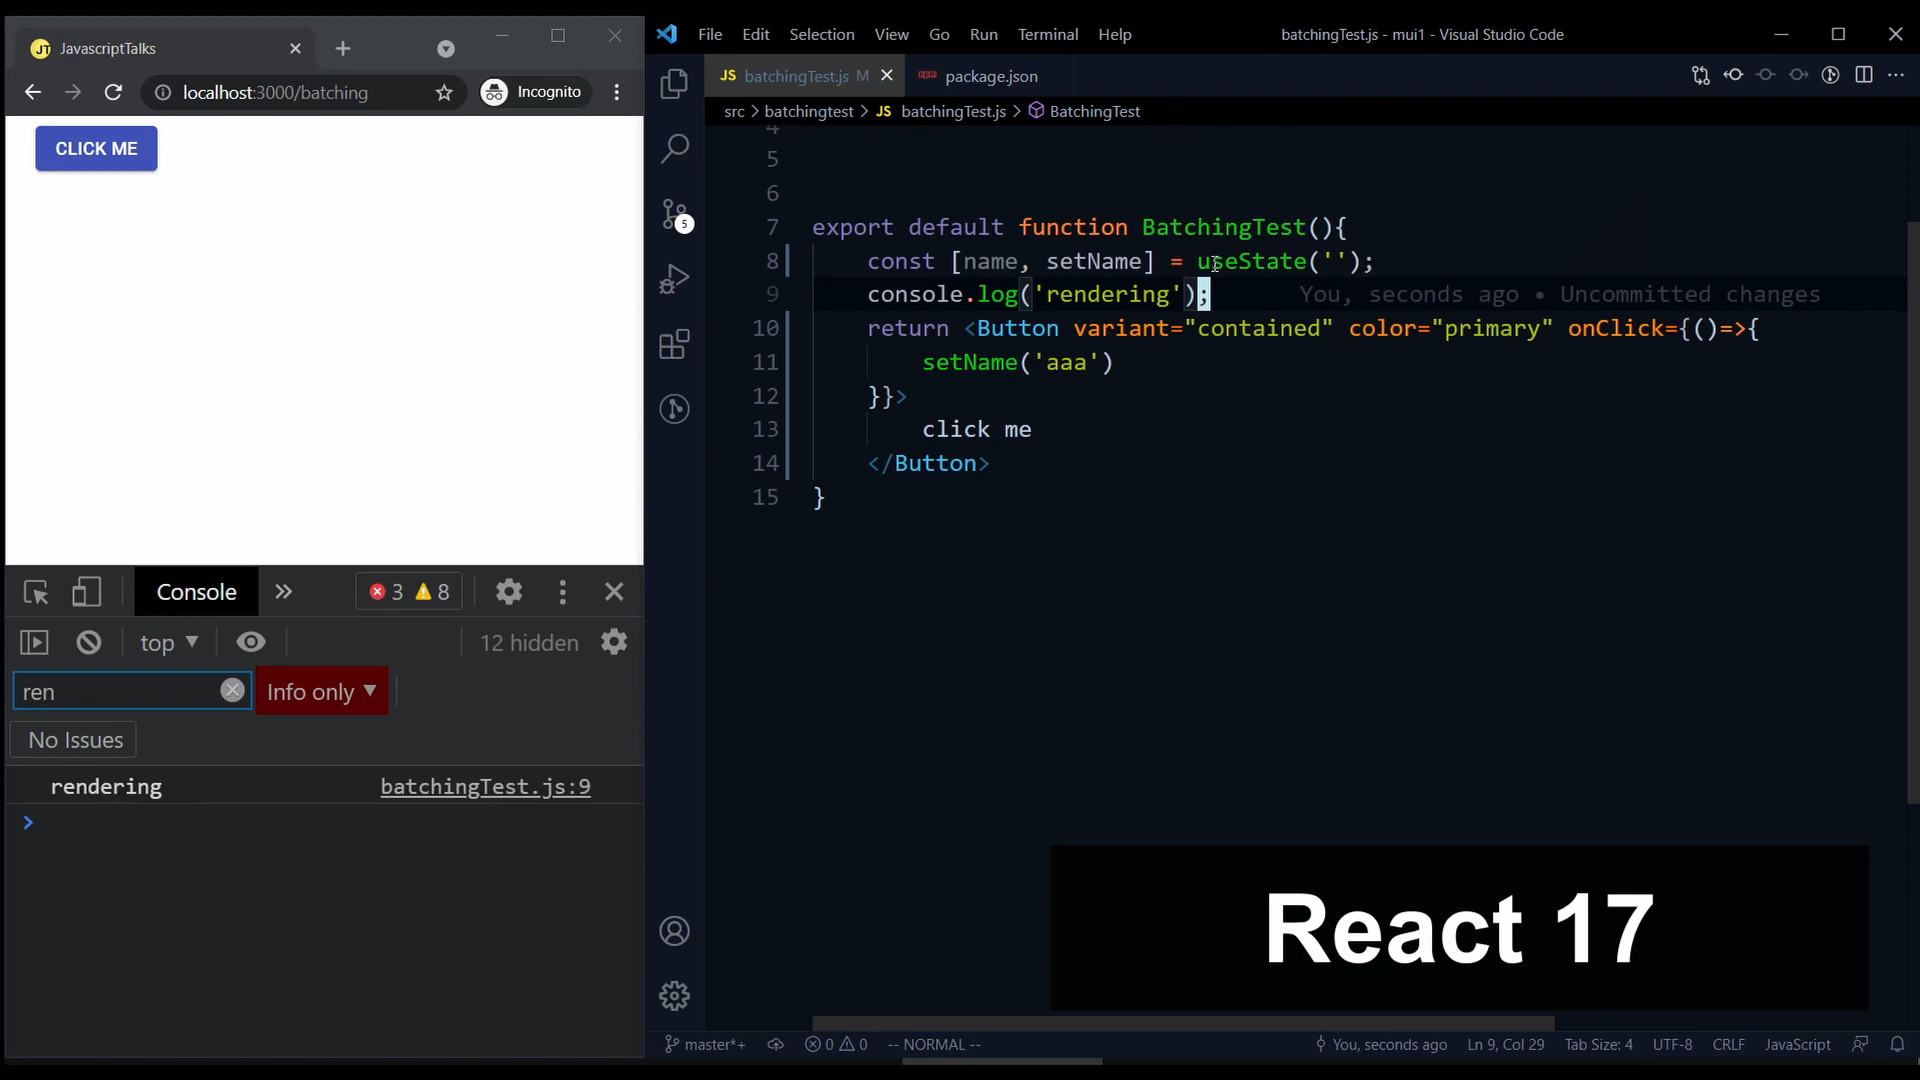 JT JavascriptTalks
localhost:3000/batching
Incognito
CLICK ME
Console
3
8
top
12 hidden
ren
Info only
No Issues
rendering
batchingTest.js:9
File Edit Selection View Go Run Terminal Help
batchingTest.js - mui1 - Visual Studio Code
JS batchingTest.js M
npm package.json
src > batchingtest > JS batchingTest.js > BatchingTest
5
4
5
6
7 export default function BatchingTest(){
8 const [name, setName] = useState('');
9 console.log('rendering'); You, seconds ago • Uncommitted changes
10 return <Button variant="contained" color="primary" onClick={()=>{
11 setName('aaa')
12 }}>
13 click me
14 </Button>
15 }
React 17
master*+
0
0
-- NORMAL --
You, seconds ago
Ln 9, Col 29
Tab Size: 4
UTF-8
CRLF
JavaScript